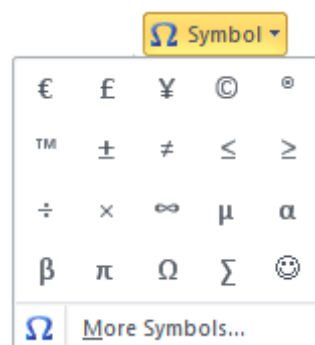 Ω Symbol
€ £ ¥ © ®
™ ± ≠ ≤ ≥
÷ × ∞ µ α
β π Ω ∑ ☺
Ω More Symbols...